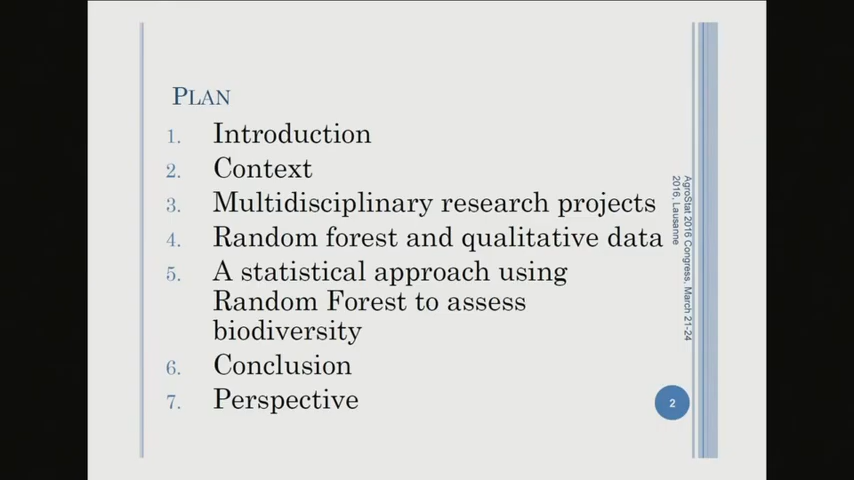 PLAN
1. Introduction
2. Context
3. Multidisciplinary research projects
4. Random forest and qualitative data
5. A statistical approach using
Random Forest to assess
biodiversity
6. Conclusion
7. Perspective
AgroStat 2016 Congress, March 21-24
2016, Lausanne
2